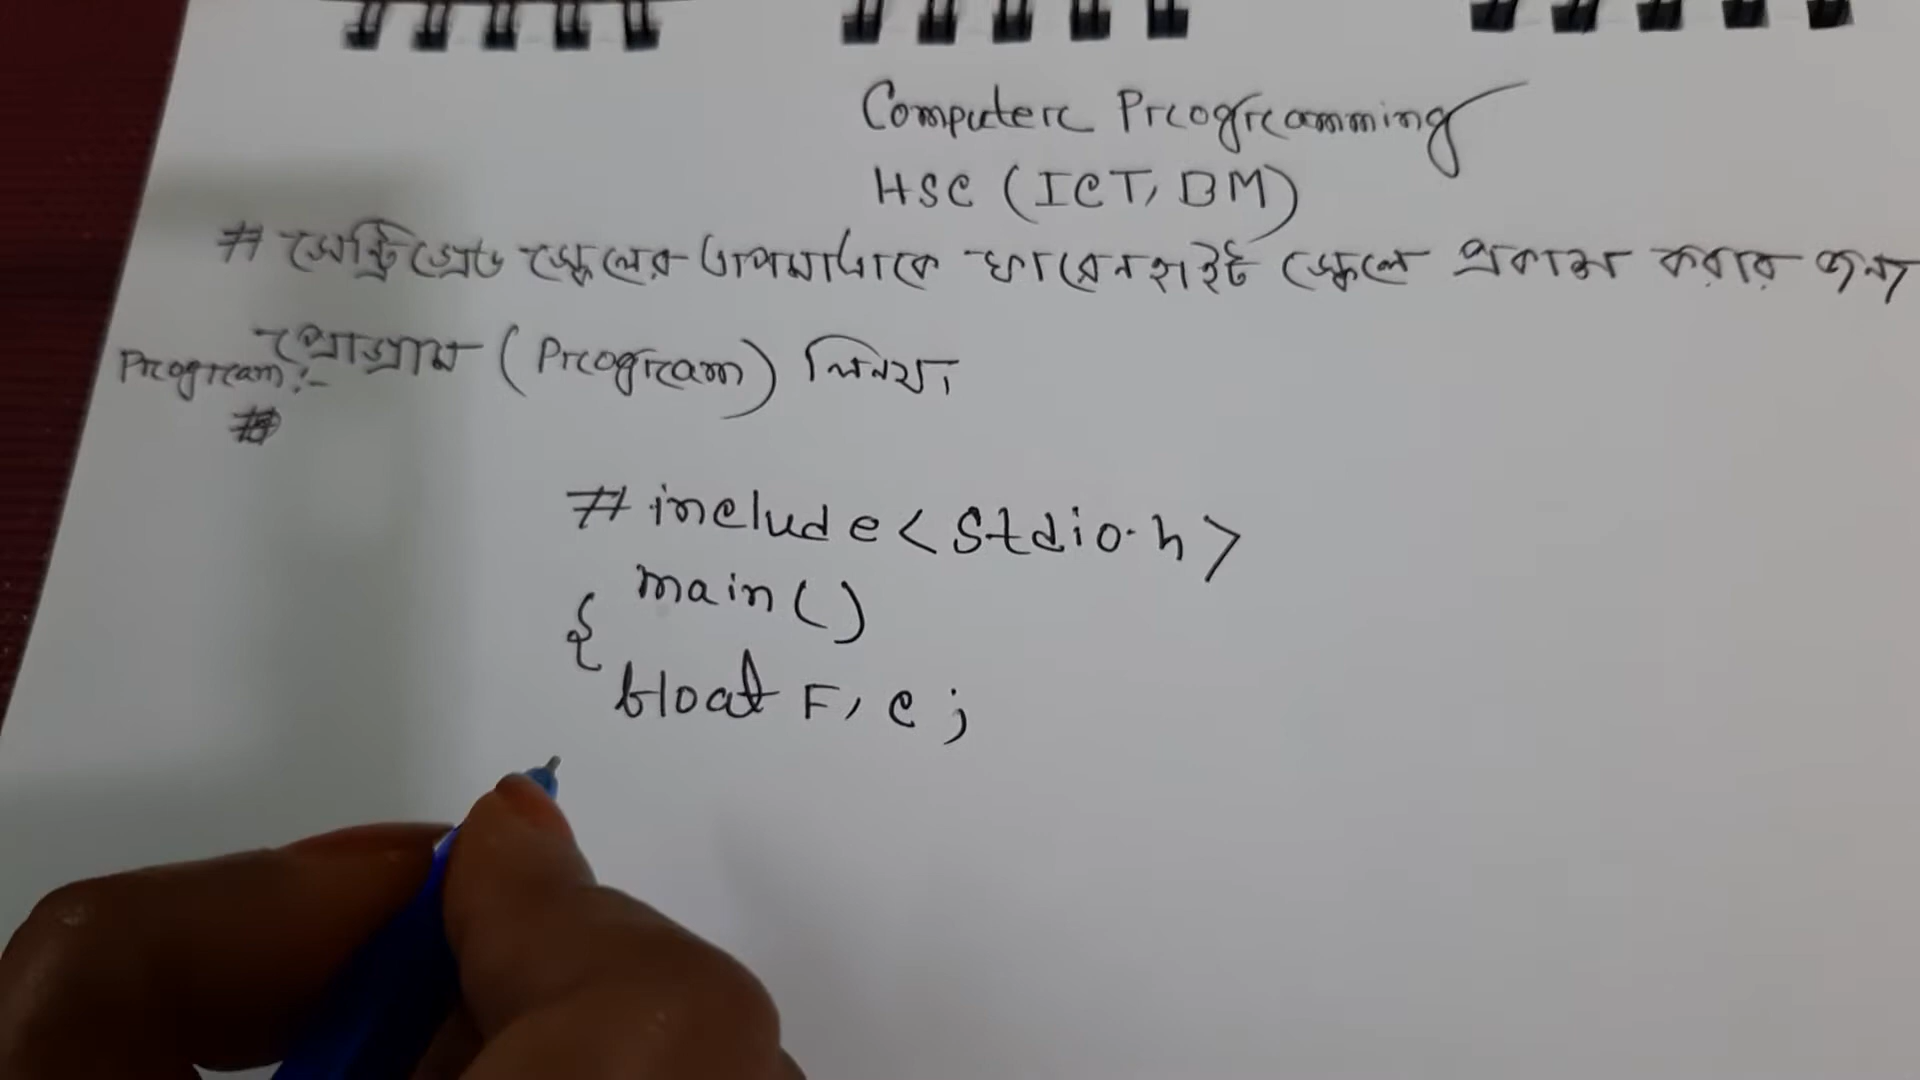 Computer Programming
HSC (ICT, BM)
# সেন্ট্রিগ্রেড স্কেলের তাপমাত্রাকে ফারেনহাইট স্কেলে প্রকাশ করার জন্য
প্রোগ্রাম (Program) লিখ।
Program:-
#include<stdio.h>
main()
{
float F, c;